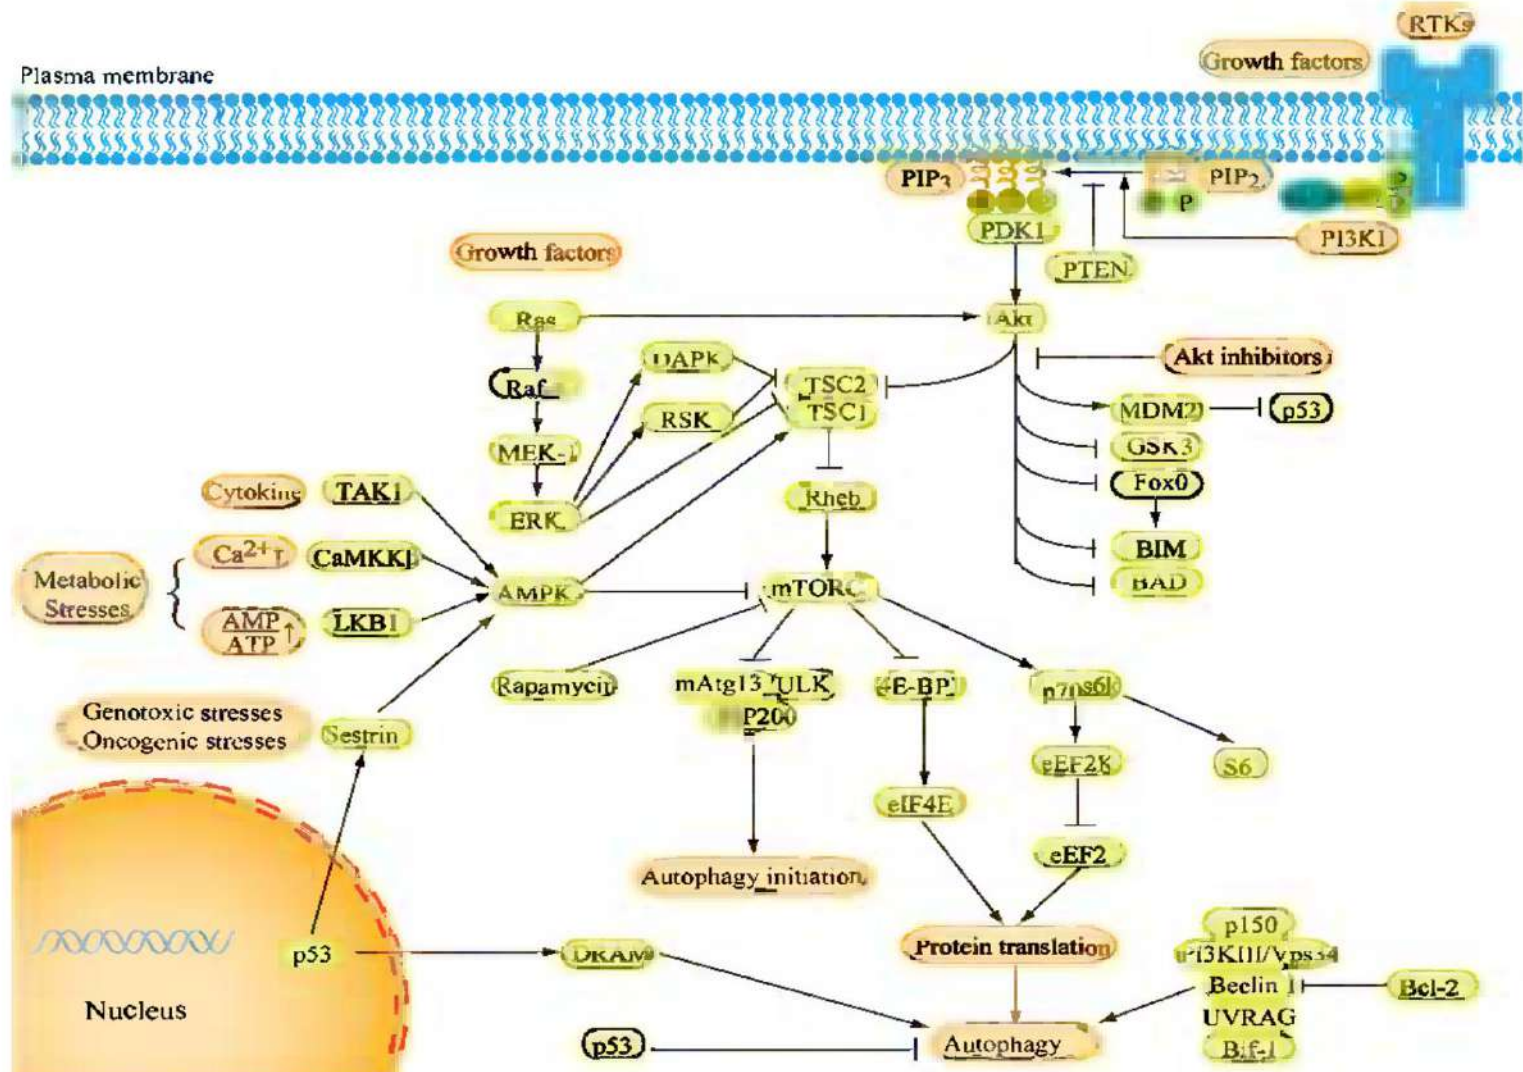 RTKs
Growth factors
Plasma membrane
PIP3
PIP2
P
PDK1
PI3K1
PTEN
Growth factors
Ras
Akt
DAPK
Akt inhibitors
Raf
TSC2
TSC1
MDM2
p53
RSK
GSK3
MEK-1
Fox0
Cytokine
TAK1
Rheb
ERK
BIM
Ca2+↑
CaMKKβ
BAD
Metabolic
Stresses
AMPK
mTORC
AMP
ATP
↑
LKB1
Rapamycin
mAtg13
ULK
P200
4E-BP1
p70s6k
Genotoxic stresses
Oncogenic stresses
Sestrin
eEF2K
S6
eIF4E
eEF2
Autophagy initiation
p150
p53
DRAM
Protein translation
PI3KIII/Vps34
Beclin 1
Bcl-2
Nucleus
UVRAG
p53
Autophagy
Bif-1